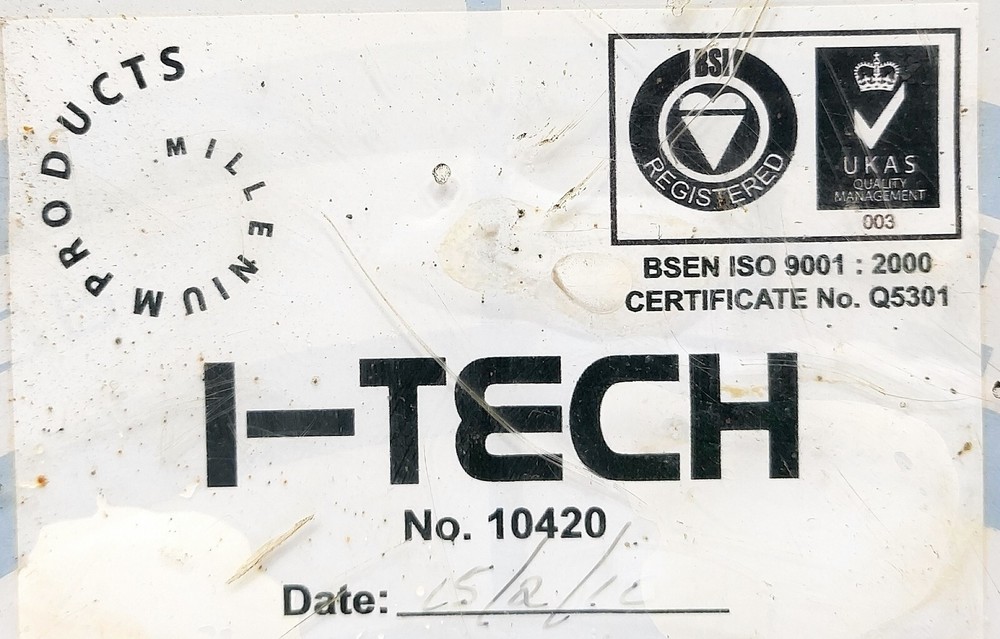 MILLENIUM PRODUCTS
BSI
REGISTERED
UKAS
QUALITY
MANAGEMENT
003
BSEN ISO 9001 : 2000
CERTIFICATE No. Q5301
I-TECH
No. 10420
Date: